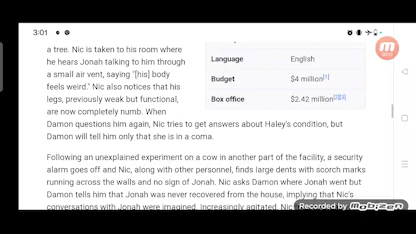 3:01
a tree. Nic is taken to his room where
he hears Jonah talking to him through
a small air vent, saying "[his] body
feels weird." Nic also notices that his
legs, previously weak but functional,
are now completely numb. When
Language English
Budget $4 million[1]
Box office $2.42 million[2][3]
Damon questions him again, Nic tries to get answers about Haley's condition, but
Damon will tell him only that she is in a coma.
Following an unexplained experiment on a cow in another part of the facility, a security
alarm goes off and Nic, along with other personnel, finds large dents with scorch marks
running across the walls and no sign of Jonah. Nic asks Damon where Jonah went but
Damon tells him that Jonah was never recovered from the house, implying that Nic's
conversations with Jonah were imagined. Increasingly agitated, Nic
Recorded by Mobizen